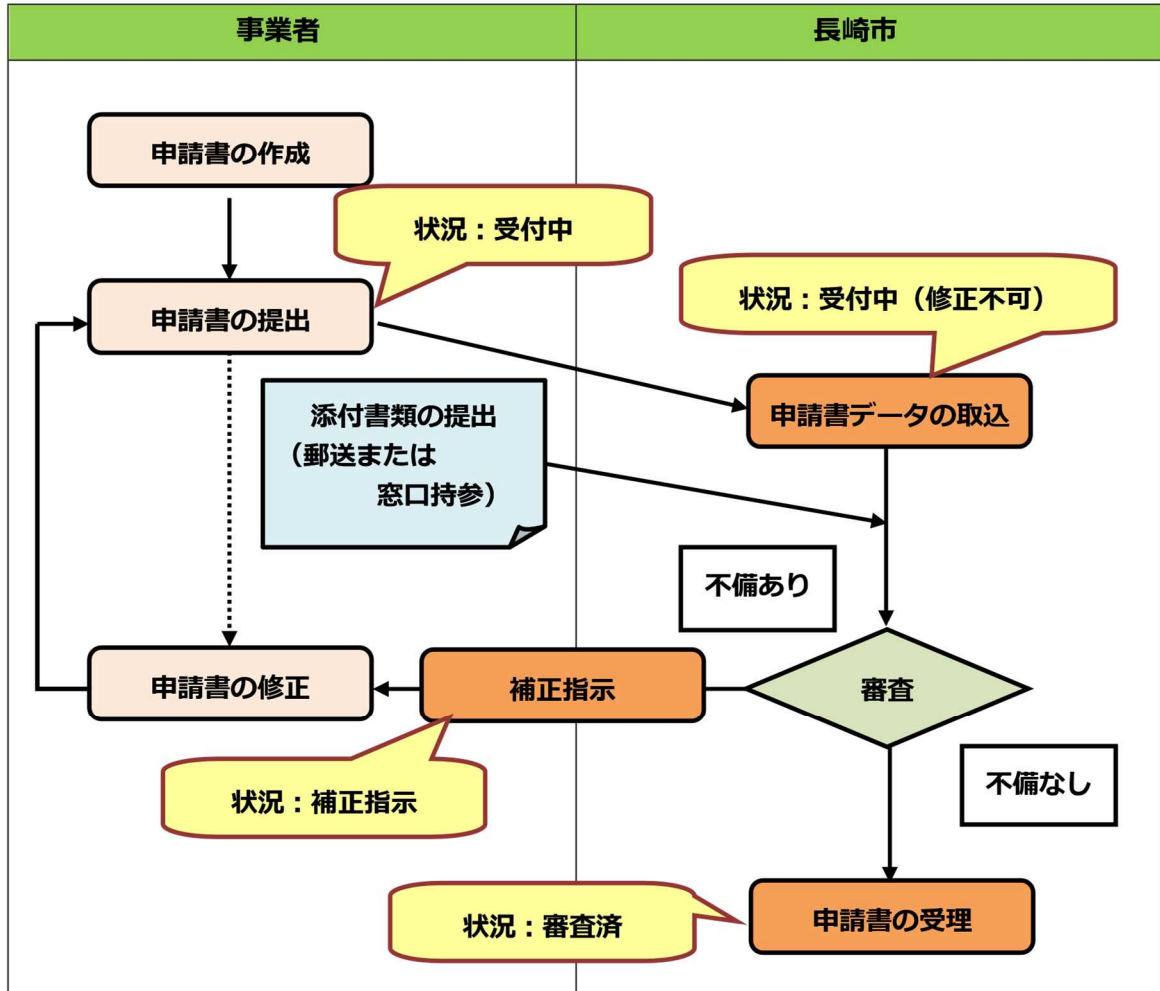 事業者
長崎市
申請書の作成
状況：受付中
状況：受付中（修正不可）
申請書の提出
添付書類の提出
（郵送または
窓口持参）
申請書データの取込
不備あり
申請書の修正
補正指示
審査
状況：補正指示
不備なし
状況：審査済
申請書の受理